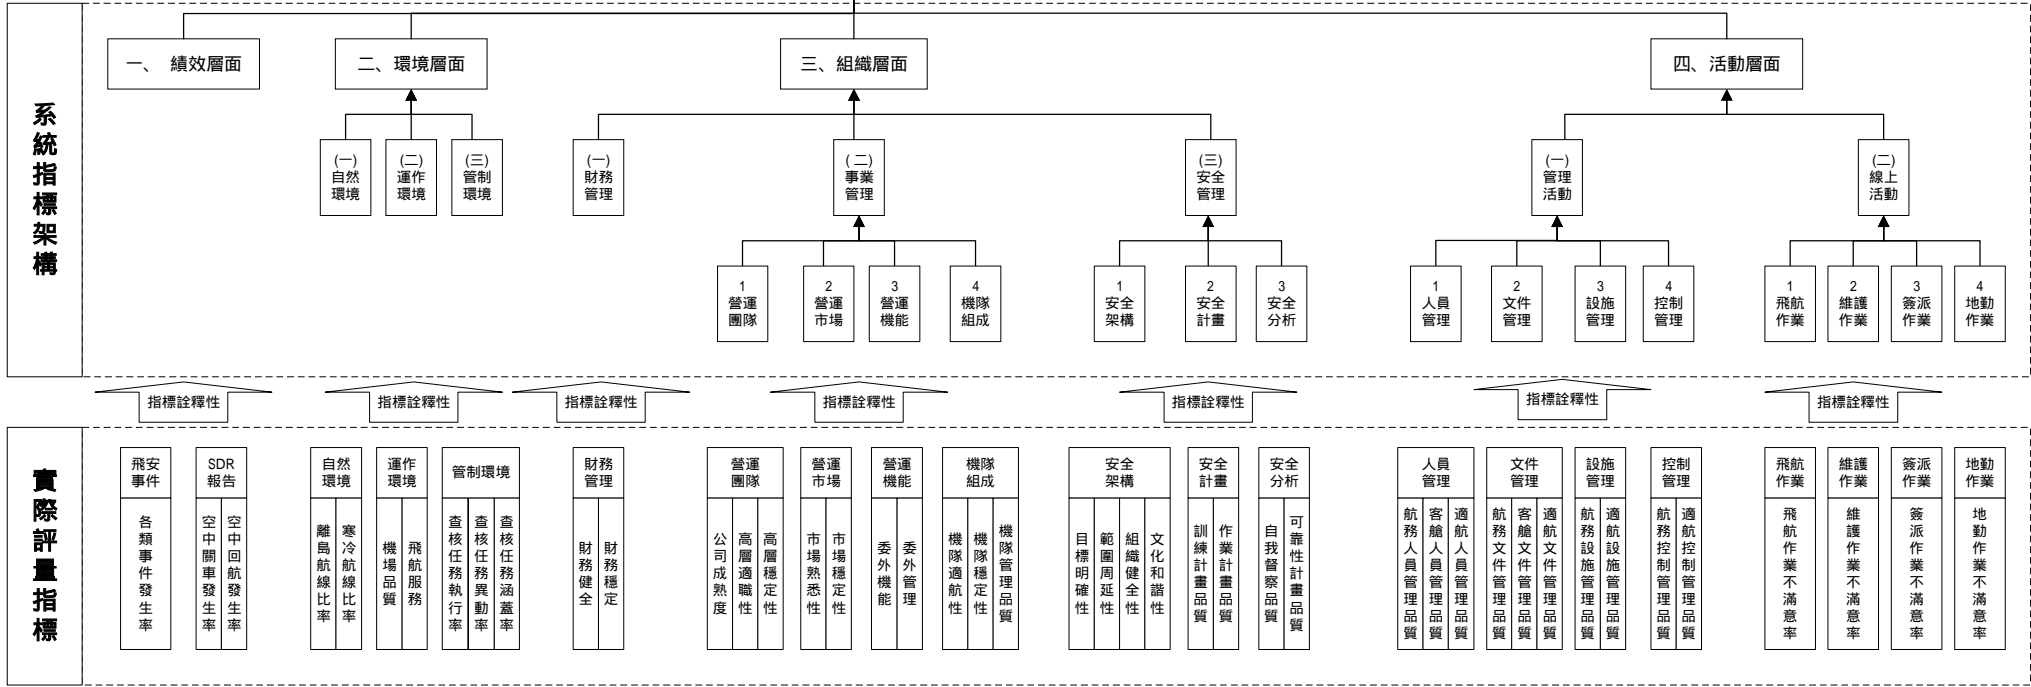 系統指標架構
一、 績效層面
二、環境層面
三、組織層面
四、活動層面
(一)
自然
環境
(二)
運作
環境
(三)
管制
環境
(一)
財務
管理
(二)
事業
管理
(三)
安全
管理
(一)
管理
活動
(二)
線上
活動
1
營運
團隊
2
營運
市場
3
營運
機能
4
機隊
組成
1
安全
架構
2
安全
計畫
3
安全
分析
1
人員
管理
2
文件
管理
3
設施
管理
4
控制
管理
1
飛航
作業
2
維護
作業
3
簽派
作業
4
地勤
作業
指標詮釋性
指標詮釋性
指標詮釋性
指標詮釋性
指標詮釋性
指標詮釋性
指標詮釋性
實際評量指標
飛安
事件
各類事件發生率
SDR
報告
空中關車發生率
空中回航發生率
自然
環境
離島航線比率
寒冷航線比率
運作
環境
機場品質
飛航服務
管制環境
查核任務執行率
查核任務異動率
查核任務涵蓋率
財務
管理
財務健全
財務穩定
營運
團隊
公司成熟度
高層適職性
高層穩定性
營運
市場
市場熟悉性
市場穩定性
營運
機能
委外機能
委外管理
機隊
組成
機隊適航性
機隊穩定性
機隊管理品質
安全
架構
目標明確性
範圍周延性
組織健全性
文化和諧性
安全
計畫
訓練計畫品質
作業計畫品質
安全
分析
自我督察品質
可靠性計畫品質
人員
管理
航務人員管理品質
客艙人員管理品質
適航人員管理品質
文件
管理
航務文件管理品質
客艙文件管理品質
適航文件管理品質
設施
管理
航務設施管理品質
適航設施管理品質
控制
管理
航務控制管理品質
適航控制管理品質
飛航
作業
飛航作業不滿意率
維護
作業
維護作業不滿意率
簽派
作業
簽派作業不滿意率
地勤
作業
地勤作業不滿意率